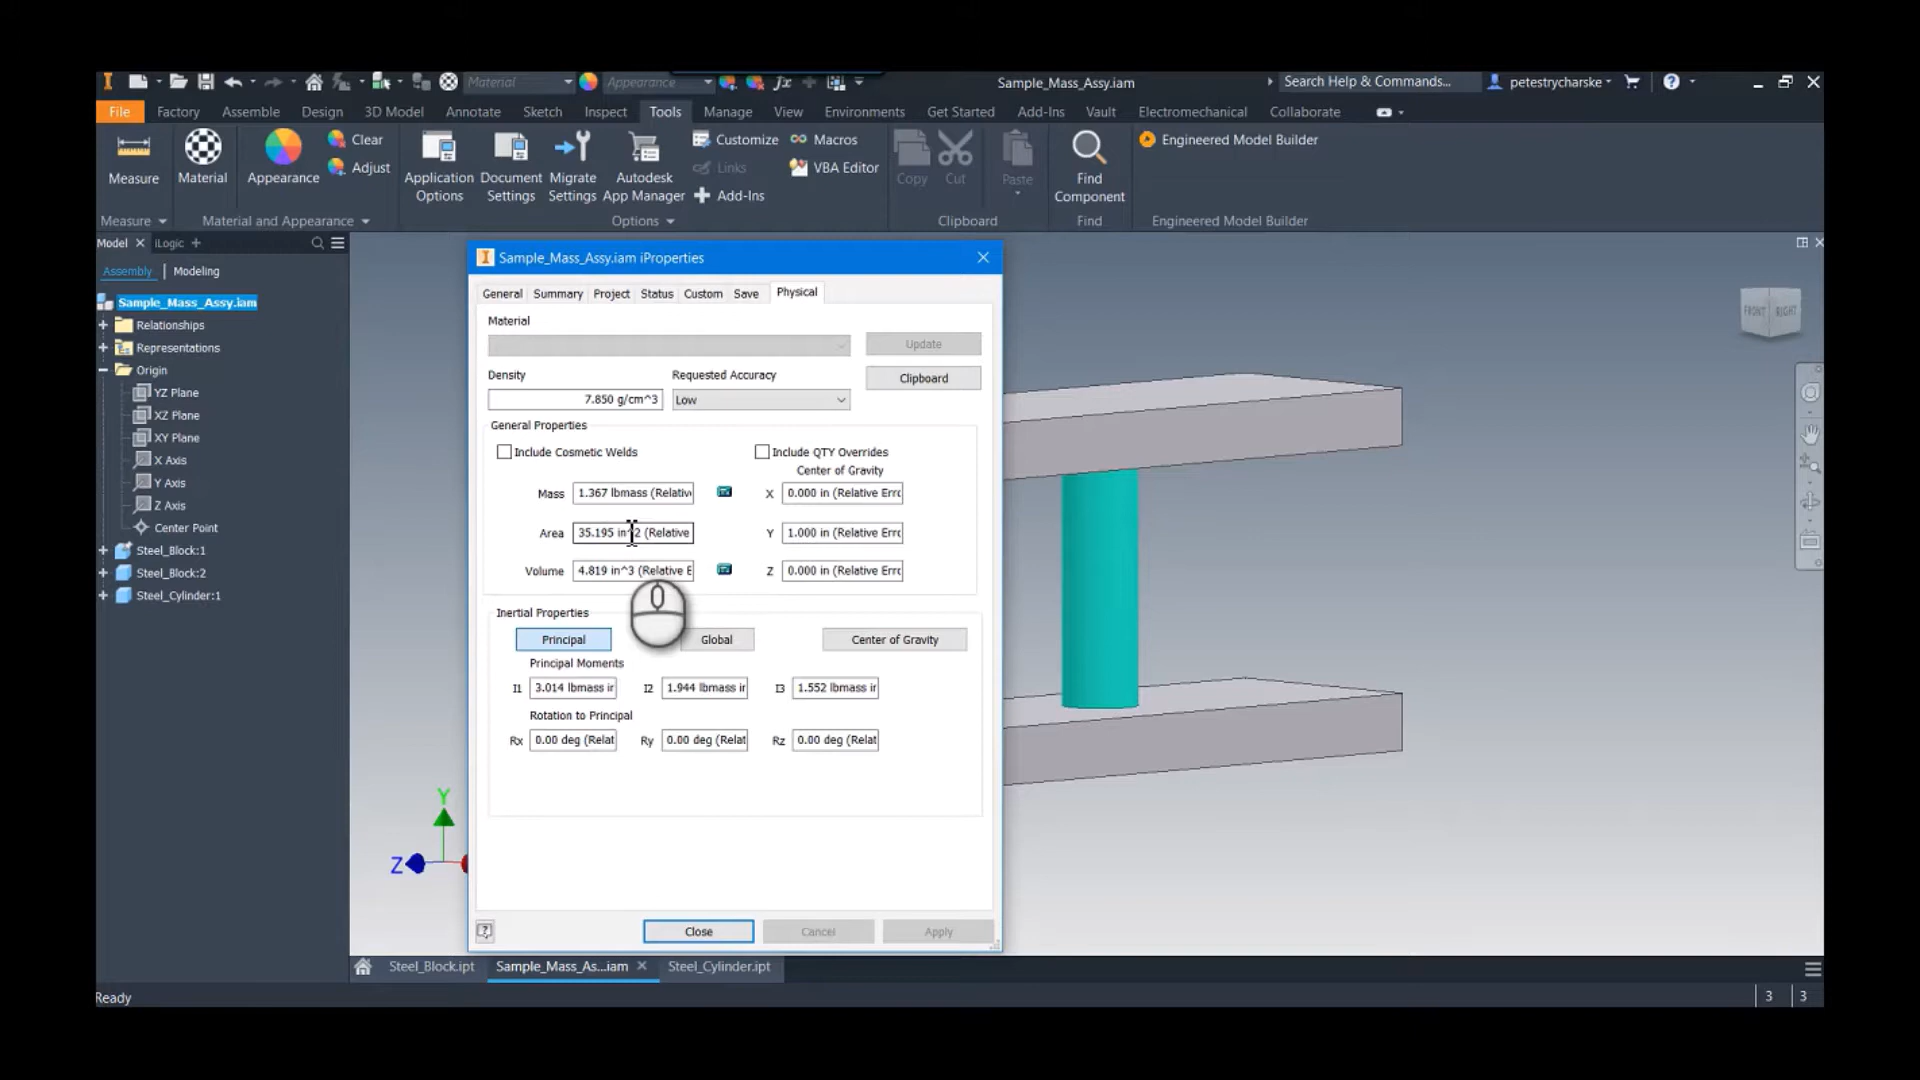 Material
Appearance
Sample_Mass_Assy.iam
Search Help & Commands...
petestrycharske
File
Factory
Assemble
Design
3D Model
Annotate
Sketch
Inspect
Tools
Manage
View
Environments
Get Started
Add-Ins
Vault
Electromechanical
Collaborate
Measure
Material
Appearance
Clear
Adjust
Application
Options
Document
Settings
Migrate
Settings
Autodesk
App Manager
Customize
Links
Add-Ins
Macros
VBA Editor
Copy
Cut
Paste
Find
Component
Engineered Model Builder
Measure
Material and Appearance
Options
Clipboard
Find
Engineered Model Builder
Model
iLogic
Assembly
Modeling
Sample_Mass_Assy.iam
Relationships
Representations
Origin
YZ Plane
XZ Plane
XY Plane
X Axis
Y Axis
Z Axis
Center Point
Steel_Block:1
Steel_Block:2
Steel_Cylinder:1
Sample_Mass_Assy.iam iProperties
General
Summary
Project
Status
Custom
Save
Physical
Material
Update
Density
Requested Accuracy
Clipboard
7.850 g/cm^3
Low
General Properties
Include Cosmetic Welds
Include QTY Overrides
Center of Gravity
Mass
1.367 lbmass (Relativ
X
0.000 in (Relative Errc
Area
35.195 in^2 (Relative
Y
1.000 in (Relative Errc
Volume
4.819 in^3 (Relative E
Z
0.000 in (Relative Errc
Inertial Properties
Principal
Global
Center of Gravity
Principal Moments
I1
3.014 lbmass ir
I2
1.944 lbmass ir
I3
1.552 lbmass ir
Rotation to Principal
Rx
0.00 deg (Relat
Ry
0.00 deg (Relat
Rz
0.00 deg (Relat
Close
Cancel
Apply
FRONT
RIGHT
Y
Z
Steel_Block.ipt
Sample_Mass_As...iam
Steel_Cylinder.ipt
Ready
3
3